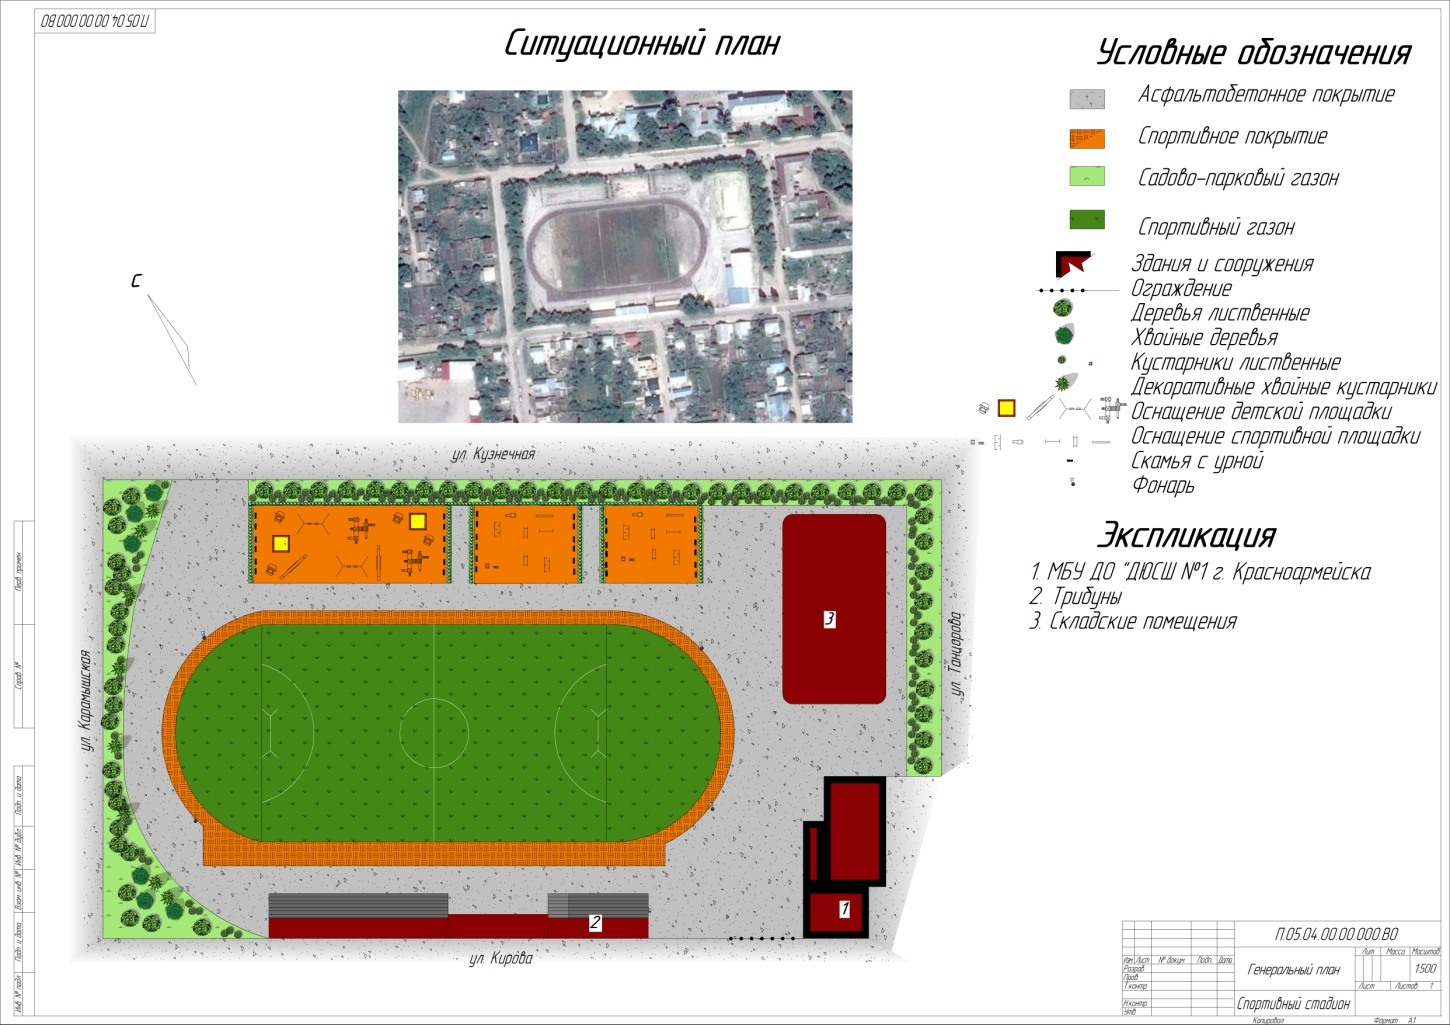 П.05.04.00.00.000.ВО
Ситуационный план
Условные обозначения
Асфальтобетонное покрытие
Спортивное покрытие
Садово-парковый газон
Спортивный газон
Здания и сооружения
Ограждение
Деревья лиственные
Хвойные деревья
Кустарники лиственные
Декоративные хвойные кустарники
Оснащение детской площадки
Оснащение спортивной площадки
Скамья с урной
Фонарь
С
Экспликация
1. МБУ ДО "ДЮСШ №1 г. Красноармейска
2. Трибуны
3. Складские помещения
ул. Кузнечная
ул. Карамышская
ул. Танцорова
ул. Кирова
3
1
2
Перв. примен.
Справ. №
Подп. и дата
Инв. № дубл.
Взам. инв. №
Подп. и дата
Инв. № подл.
П.05.04.00.00.000.ВО
Изм. Лист № докум. Подп. Дата
Разраб.
Пров.
Т.контр.
Н.контр.
Утв.
Генеральный план
Лит. Масса Масштаб
1:500
Лист Листов 1
Спортивный стадион
Копировал Формат А1